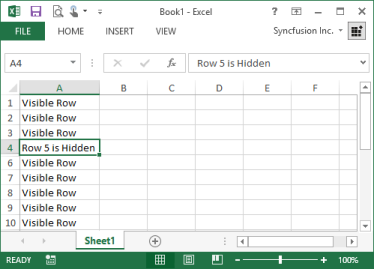 Book1 - Excel
FILE HOME INSERT VIEW Syncfusion Inc.
A4 fx Row 5 is Hidden
A B C D E F
1 Visible Row
2 Visible Row
3 Visible Row
4 Row 5 is Hidden
6 Visible Row
7 Visible Row
8 Visible Row
9 Visible Row
10 Visible Row
Sheet1
READY 100%